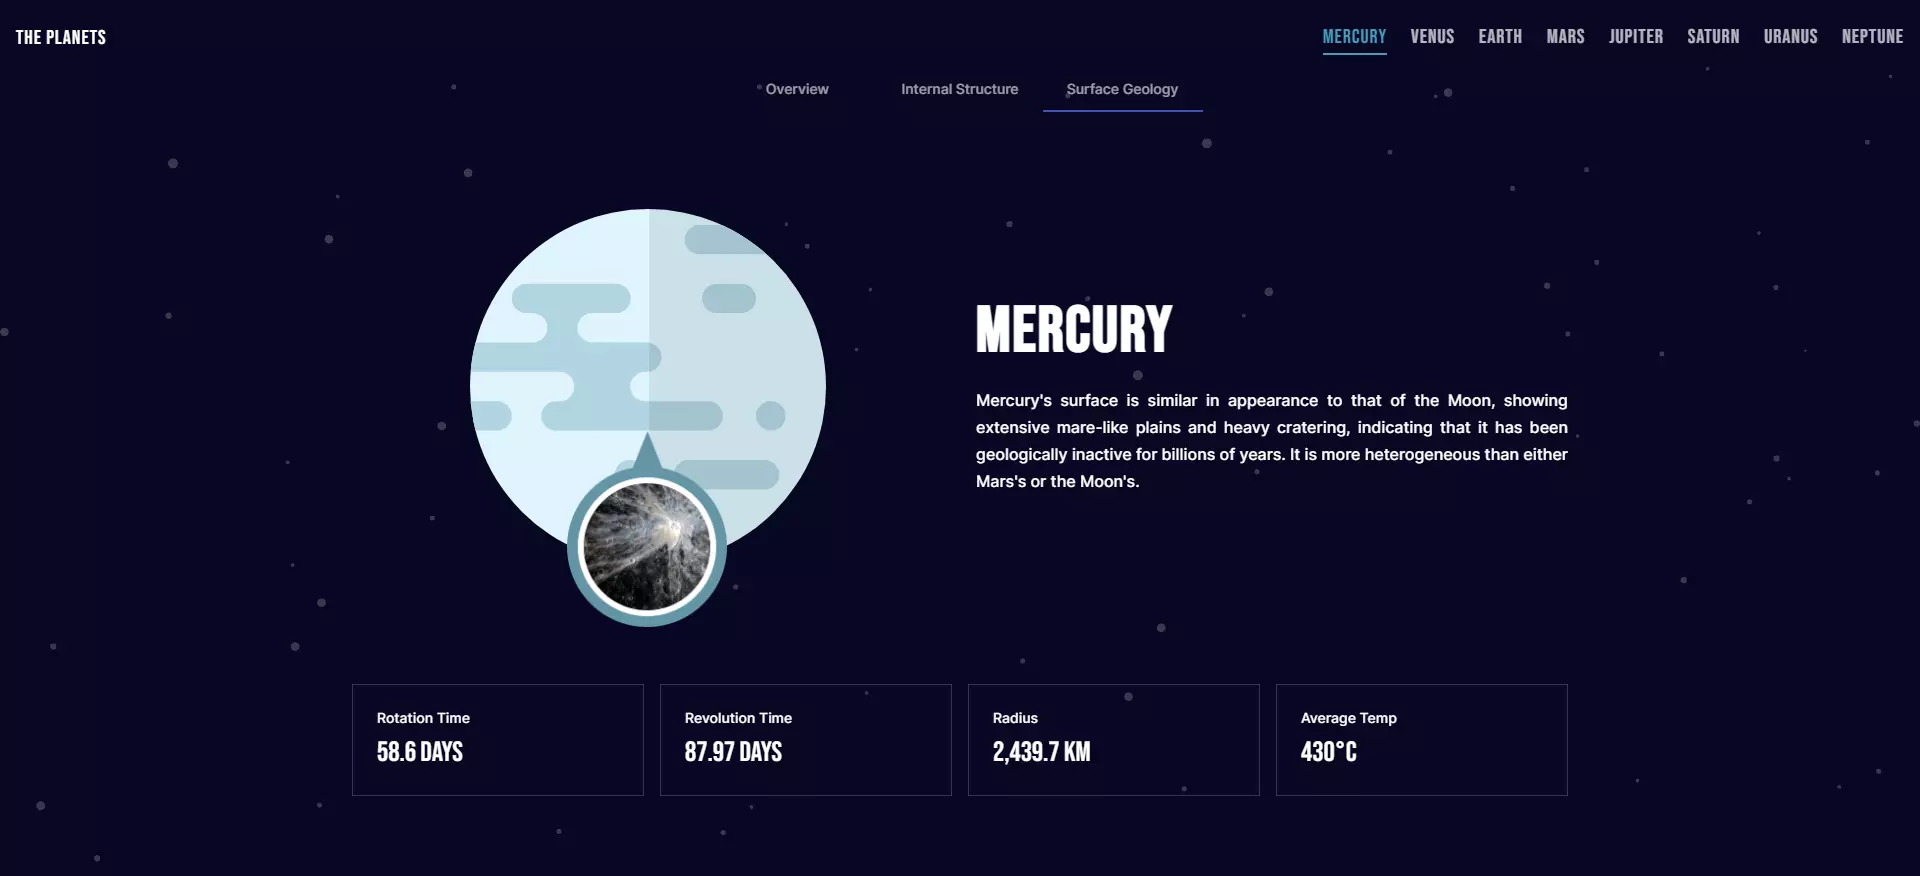 THE PLANETS
MERCURY VENUS EARTH MARS JUPITER SATURN URANUS NEPTUNE
Overview Internal Structure Surface Geology
MERCURY
Mercury's surface is similar in appearance to that of the Moon, showing
extensive mare-like plains and heavy cratering, indicating that it has been
geologically inactive for billions of years. It is more heterogeneous than either
Mars's or the Moon's.
Rotation Time
58.6 DAYS
Revolution Time
87.97 DAYS
Radius
2,439.7 KM
Average Temp
430°C